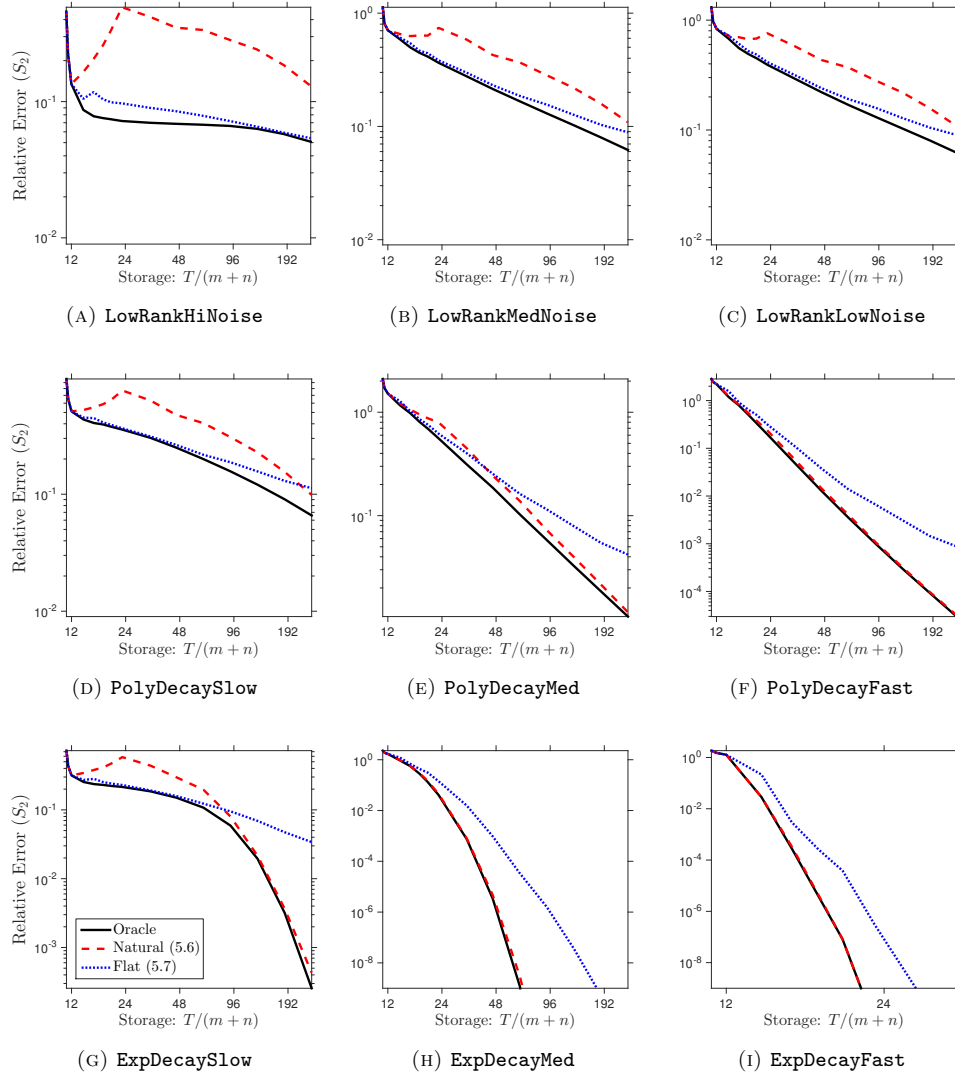 Relative Error (S₂)
10⁻¹
10⁻²
12 24 48 96 192
Storage: T/(m + n)
(A) LowRankHiNoise
10⁰
10⁻¹
10⁻²
12 24 48 96 192
Storage: T/(m + n)
(B) LowRankMedNoise
10⁰
10⁻¹
10⁻²
12 24 48 96 192
Storage: T/(m + n)
(C) LowRankLowNoise
Relative Error (S₂)
10⁻¹
10⁻²
12 24 48 96 192
Storage: T/(m + n)
(D) PolyDecaySlow
10⁰
10⁻¹
12 24 48 96 192
Storage: T/(m + n)
(E) PolyDecayMed
10⁰
10⁻¹
10⁻²
10⁻³
10⁻⁴
12 24 48 96 192
Storage: T/(m + n)
(F) PolyDecayFast
Relative Error (S₂)
10⁻¹
10⁻²
10⁻³
Oracle
Natural (5.6)
Flat (5.7)
12 24 48 96 192
Storage: T/(m + n)
(G) ExpDecaySlow
10⁰
10⁻²
10⁻⁴
10⁻⁶
10⁻⁸
12 24 48 96 192
Storage: T/(m + n)
(H) ExpDecayMed
10⁰
10⁻²
10⁻⁴
10⁻⁶
10⁻⁸
12 24
Storage: T/(m + n)
(I) ExpDecayFast